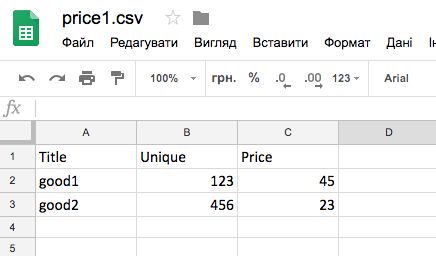 price1.csv
Файл Редагувати Вигляд Вставити Формат Дані Ін
100% грн. % .0 .00 123 Arial
fx
A B C D
1 Title Unique Price
2 good1 123 45
3 good2 456 23
4
5